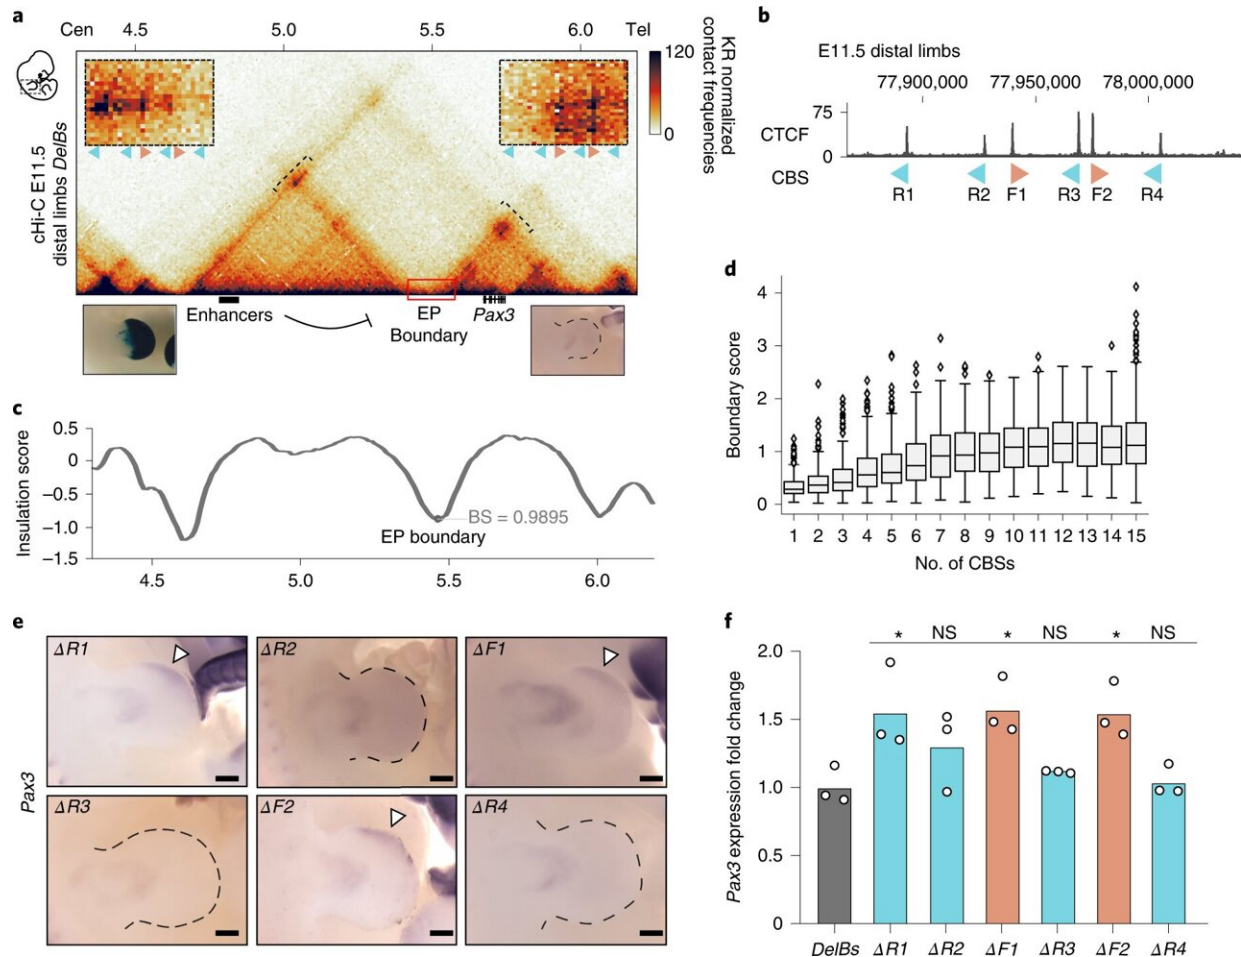 a
Cen 4.5 5.0 5.5 6.0 Tel
cHi-C E11.5
distal limbs DelBs
120
0
KR normalized
contact frequencies
Enhancers
EP
Boundary
Pax3
b
E11.5 distal limbs
77,900,000 77,950,000 78,000,000
75
CTCF
0
CBS
R1 R2 F1 R3 F2 R4
c
Insulation score
0.5
0
−0.5
−1.0
−1.5
BS = 0.9895
EP boundary
4.5 5.0 5.5 6.0
d
Boundary score
4
3
2
1
0
1 2 3 4 5 6 7 8 9 10 11 12 13 14 15
No. of CBSs
e
Pax3
ΔR1 ΔR2 ΔF1
ΔR3 ΔF2 ΔR4
f
* NS * NS * NS
Pax3 expression fold change
2.0
1.5
1.0
0.5
0
DelBs ΔR1 ΔR2 ΔF1 ΔR3 ΔF2 ΔR4